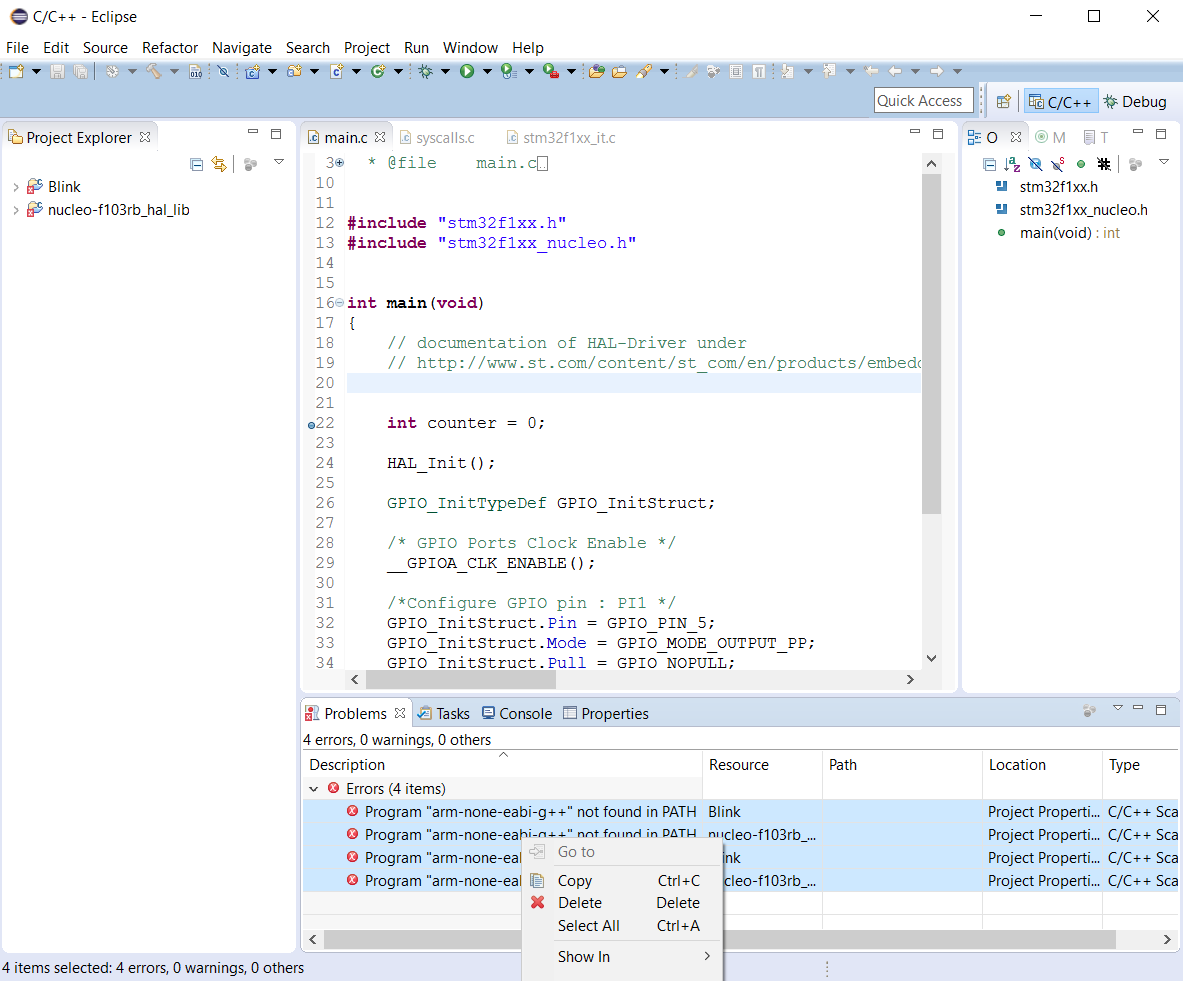 C/C++ - Eclipse
File Edit Source Refactor Navigate Search Project Run Window Help
010
Quick Access
C/C++
Debug
Project Explorer
Blink
nucleo-f103rb_hal_lib
main.c
syscalls.c
stm32f1xx_it.c
3 * @file main.c
10
11
12 #include "stm32f1xx.h"
13 #include "stm32f1xx_nucleo.h"
14
15
16 int main(void)
17 {
18 // documentation of HAL-Driver under
19 // http://www.st.com/content/st_com/en/products/embedd
20
21
22 int counter = 0;
23
24 HAL_Init();
25
26 GPIO_InitTypeDef GPIO_InitStruct;
27
28 /* GPIO Ports Clock Enable */
29 __GPIOA_CLK_ENABLE();
30
31 /*Configure GPIO pin : PI1 */
32 GPIO_InitStruct.Pin = GPIO_PIN_5;
33 GPIO_InitStruct.Mode = GPIO_MODE_OUTPUT_PP;
34 GPIO_InitStruct.Pull = GPIO_NOPULL;
O
M
T
stm32f1xx.h
stm32f1xx_nucleo.h
main(void) : int
Problems
Tasks
Console
Properties
4 errors, 0 warnings, 0 others
Description Resource Path Location Type
Errors (4 items)
Program "arm-none-eabi-g++" not found in PATH Blink Project Properti... C/C++ Sca
Program "arm-none-eabi-g++" not found in PATH nucleo-f103rb_... Project Properti... C/C++ Sca
Program "arm-none-eabi ink Project Properti... C/C++ Sca
Program "arm-none-eabi cleo-f103rb_... Project Properti... C/C++ Sca
Go to
Copy Ctrl+C
Delete Delete
Select All Ctrl+A
Show In
4 items selected: 4 errors, 0 warnings, 0 others